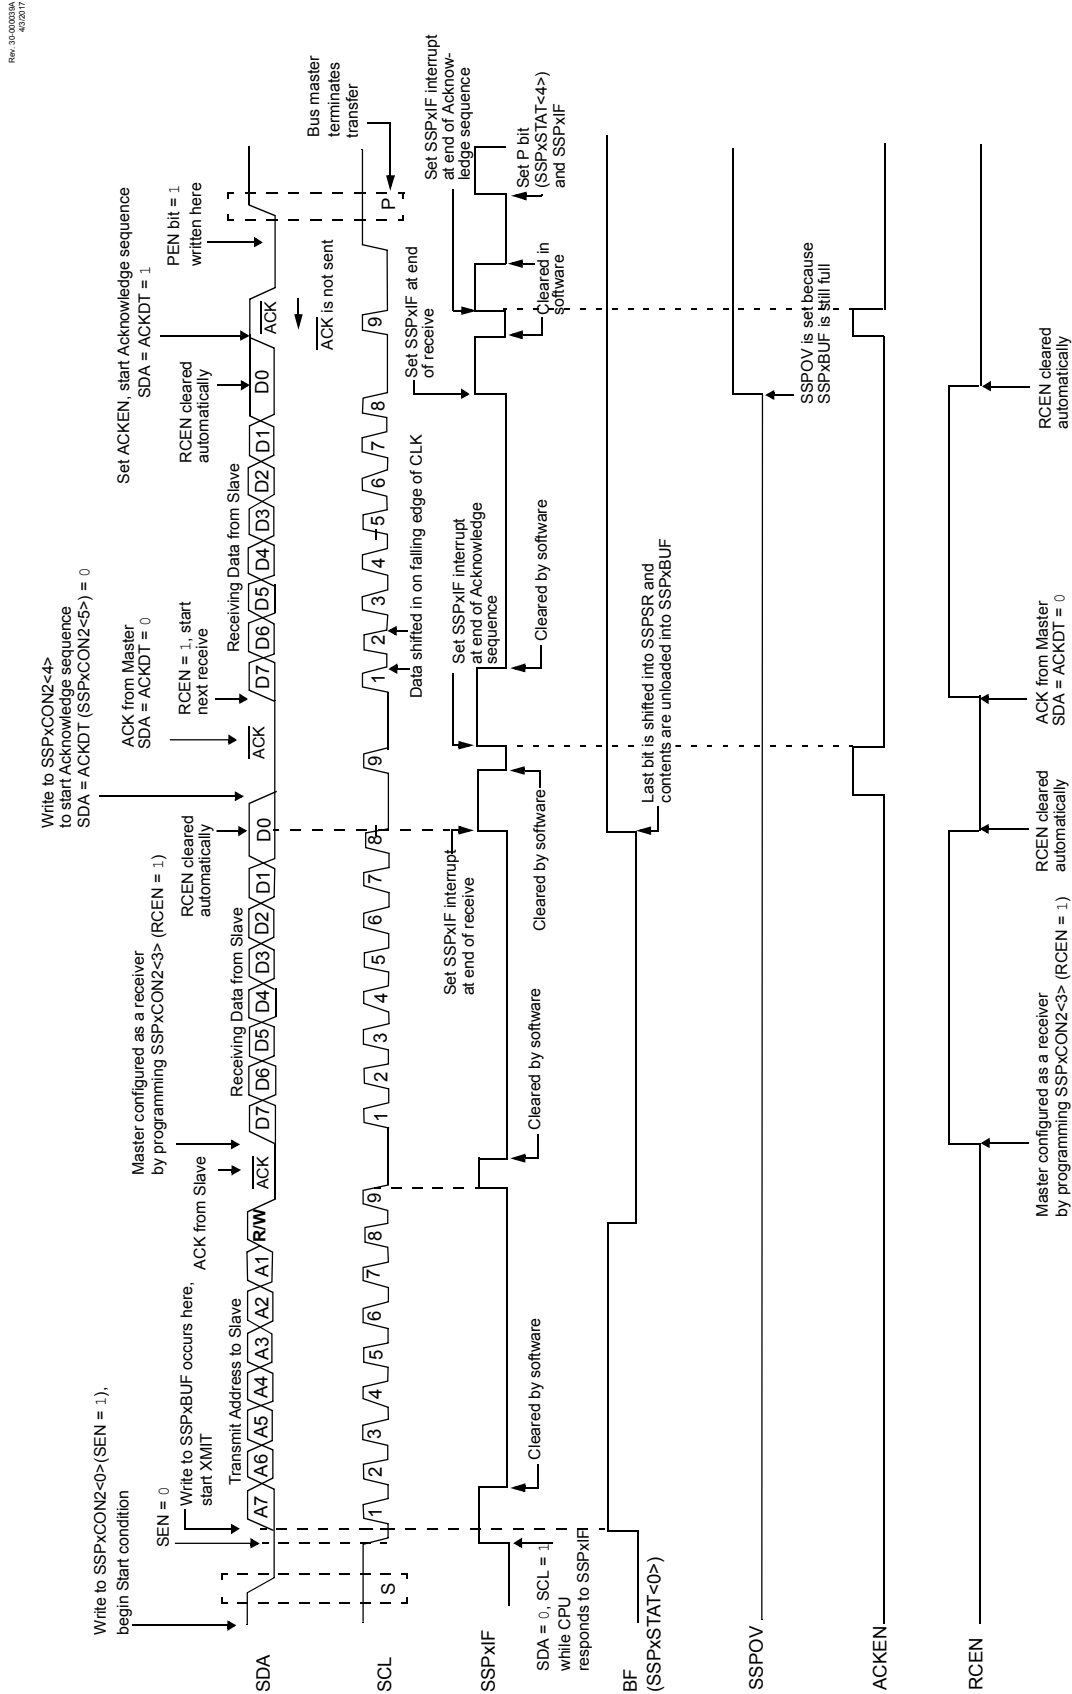 Rev. 30-000039A
4/3/2017
Write to SSPxCON2<0>(SEN = 1),
begin Start condition
SEN = 0
Write to SSPxBUF occurs here,
start XMIT
ACK from Slave
Master configured as a receiver
by programming SSPxCON2<3> (RCEN = 1)
RCEN cleared
automatically
Write to SSPxCON2<4>
to start Acknowledge sequence
SDA = ACKDT (SSPxCON2<5>) = 0
ACK from Master
SDA = ACKDT = 0
RCEN = 1, start
next receive
Set ACKEN, start Acknowledge sequence
SDA = ACKDT = 1
RCEN cleared
automatically
PEN bit = 1
written here
Transmit Address to Slave
Receiving Data from Slave
Receiving Data from Slave
SDA
A7 A6 A5 A4 A3 A2 A1 R/W ACK D7 D6 D5 D4 D3 D2 D1 D0 ACK D7 D6 D5 D4 D3 D2 D1 D0 ACK
ACK is not sent
Bus master
terminates
transfer
SCL
S 1 2 3 4 5 6 7 8 9 1 2 3 4 5 6 7 8 9 1 2 3 4 5 6 7 8 9 P
Data shifted in on falling edge of CLK
Set SSPxIF interrupt
at end of receive
Set SSPxIF interrupt
at end of Acknowledge
sequence
Set SSPxIF at end
of receive
Set SSPxIF interrupt
at end of Acknow-
ledge sequence
SSPxIF
SDA = 0, SCL = 1
while CPU
responds to SSPxIF
Cleared by software
Cleared by software
Cleared by software
Cleared by software
Cleared in
software
Set P bit
(SSPxSTAT<4>)
and SSPxIF
BF
(SSPxSTAT<0>)
Last bit is shifted into SSPSR and
contents are unloaded into SSPxBUF
SSPOV
SSPOV is set because
SSPxBUF is still full
ACKEN
RCEN
Master configured as a receiver
by programming SSPxCON2<3> (RCEN = 1)
RCEN cleared
automatically
ACK from Master
SDA = ACKDT = 0
RCEN cleared
automatically